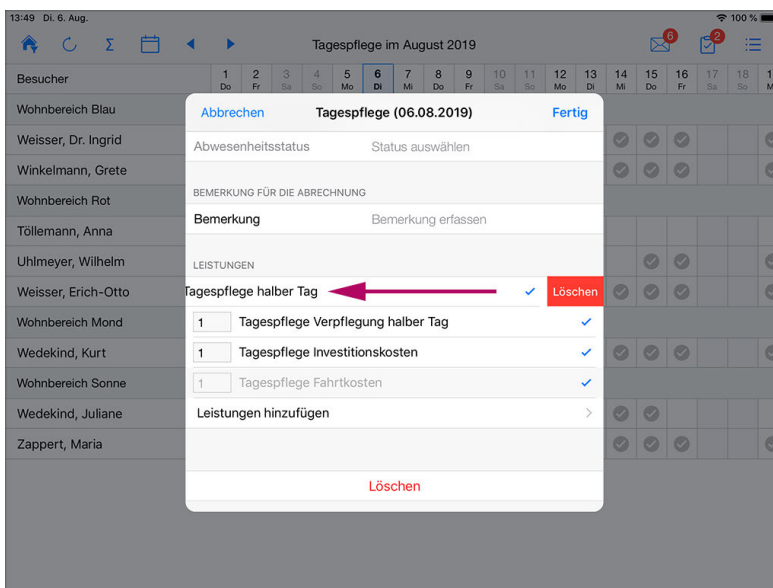 13:49 Di. 6. Aug. 100 %
Σ Tagespflege im August 2019 6 2
Besucher 1 2 3 4 5 6 7 8 9 10 11 12 13 14 15 16 17 18 1
Do Fr Sa So Mo Di Mi Do Fr Sa So Mo Di Mi Do Fr Sa So M
Wohnbereich Blau
Weisser, Dr. Ingrid
Winkelmann, Grete
Wohnbereich Rot
Töllemann, Anna
Uhlmeyer, Wilhelm
Weisser, Erich-Otto
Wohnbereich Mond
Wedekind, Kurt
Wohnbereich Sonne
Wedekind, Juliane
Zappert, Maria
Abbrechen Tagespflege (06.08.2019) Fertig
Abwesenheitsstatus Status auswählen
BEMERKUNG FÜR DIE ABRECHNUNG
Bemerkung Bemerkung erfassen
LEISTUNGEN
Tagespflege halber Tag Löschen
1 Tagespflege Verpflegung halber Tag
1 Tagespflege Investitionskosten
1 Tagespflege Fahrtkosten
Leistungen hinzufügen
Löschen